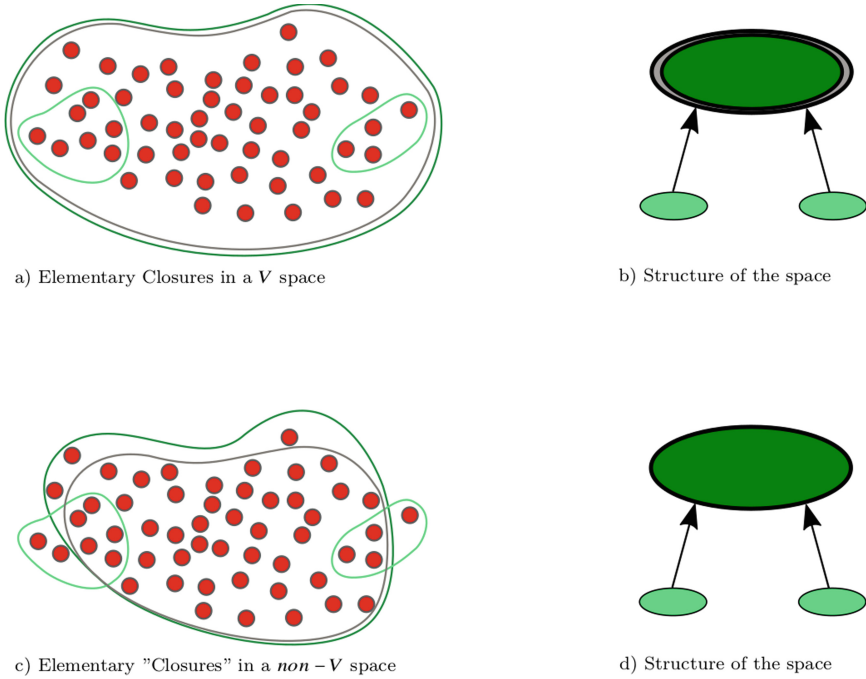 a) Elementary Closures in a V space
b) Structure of the space
c) Elementary "Closures" in a non – V space
d) Structure of the space